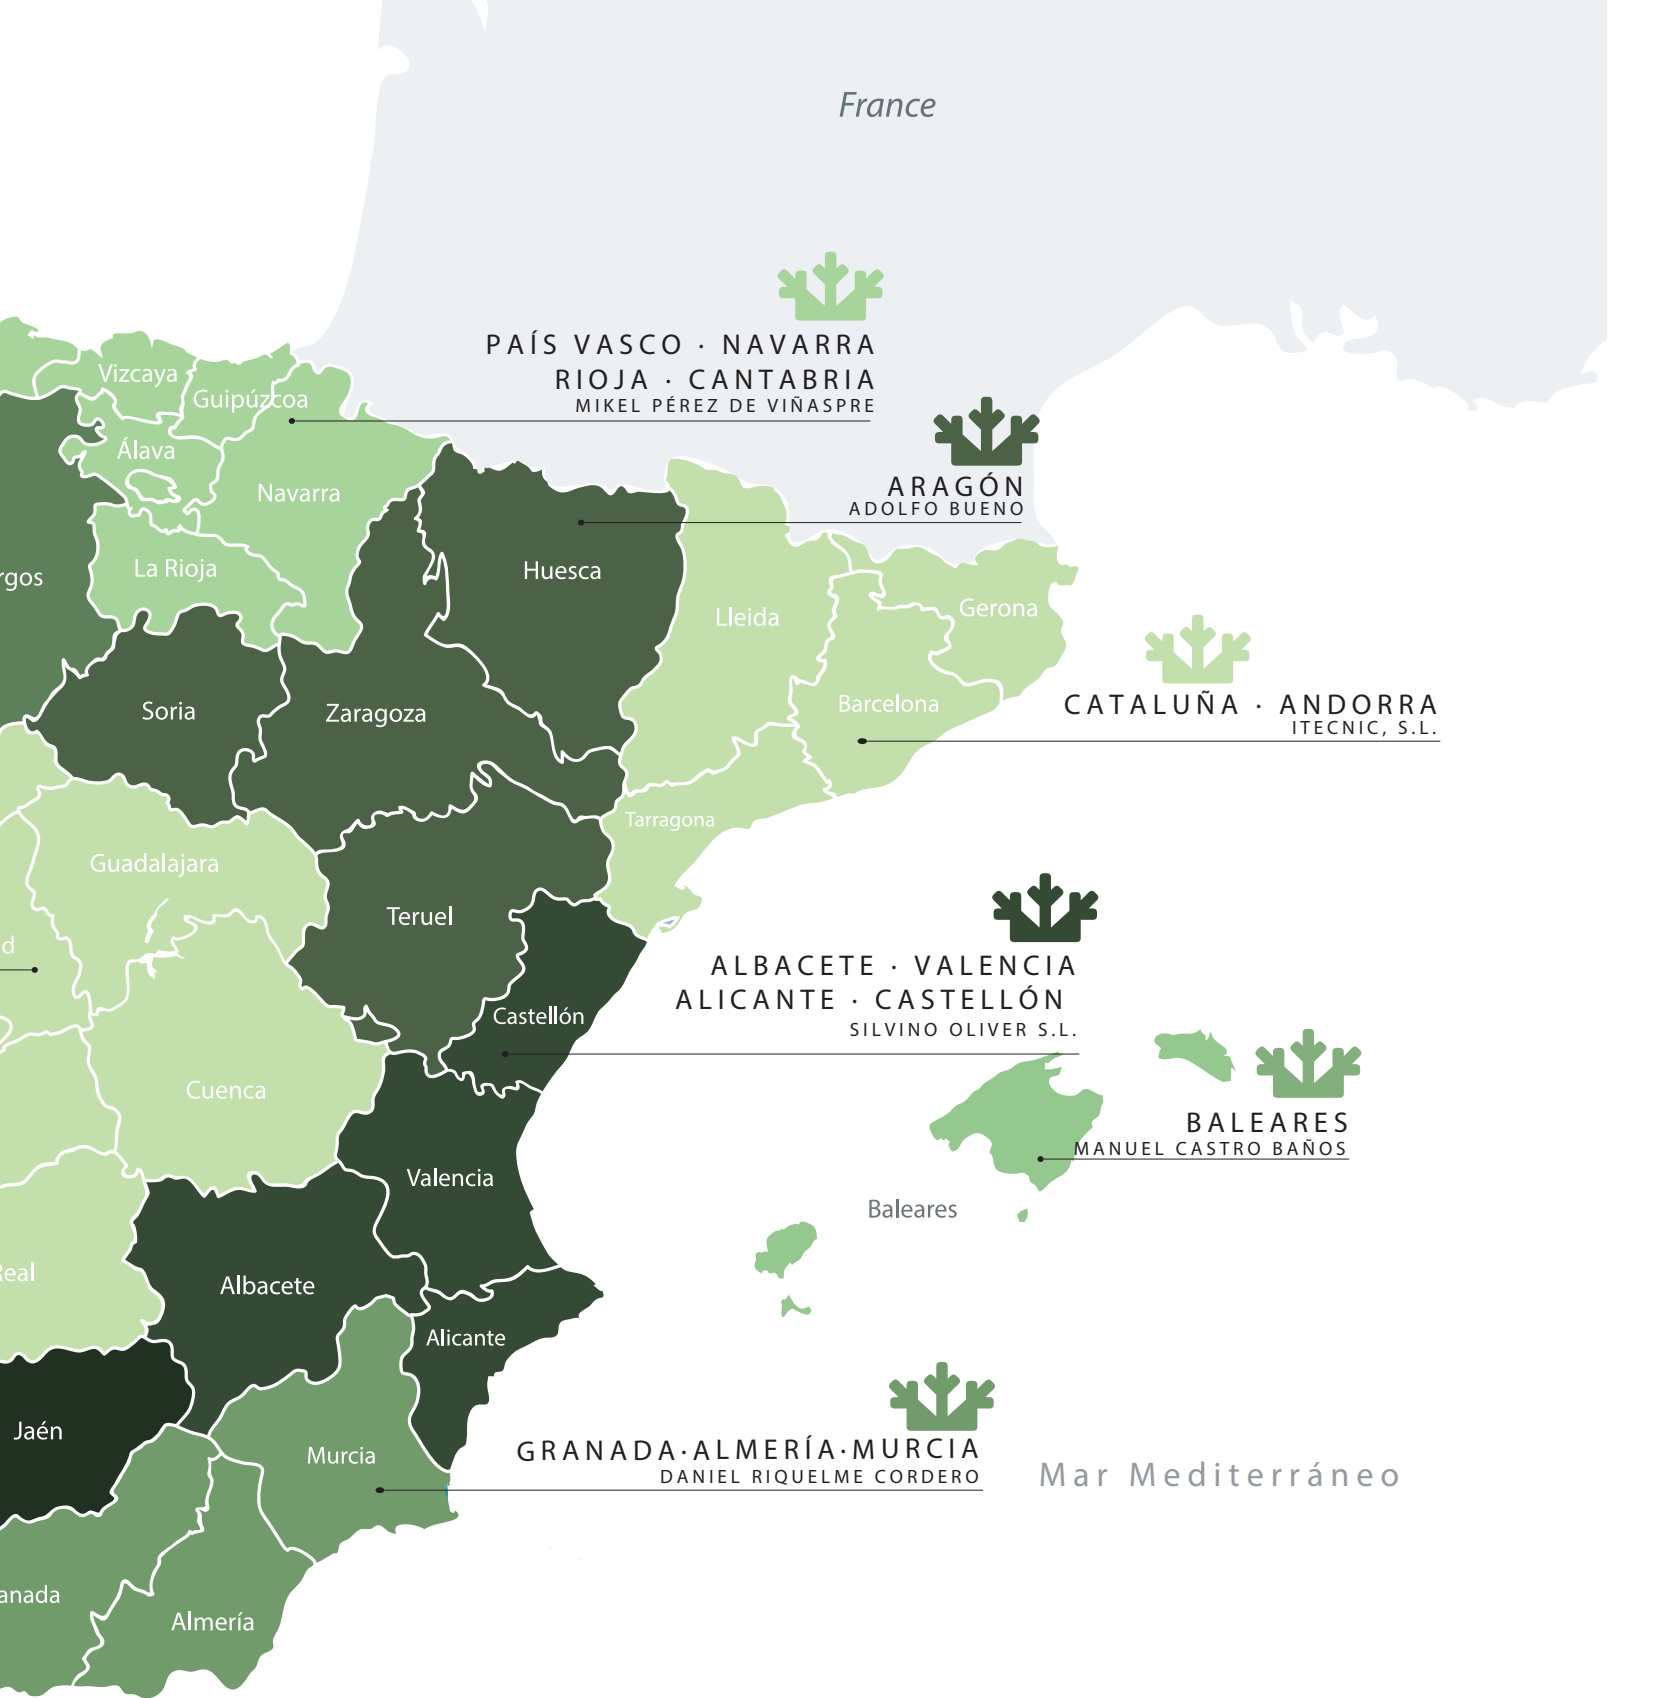 France
PAÍS VASCO · NAVARRA
RIOJA · CANTABRIA
MIKEL PÉREZ DE VIÑASPRE
Vizcaya
Guipúzcoa
Álava
Navarra
ARAGÓN
ADOLFO BUENO
La Rioja
Huesca
rgos
Lleida
Gerona
Soria
Zaragoza
Barcelona
CATALUÑA · ANDORRA
ITECNIC, S.L.
Tarragona
Guadalajara
Teruel
d
ALBACETE · VALENCIA
ALICANTE · CASTELLÓN
SILVINO OLIVER S.L.
Castellón
Cuenca
BALEARES
MANUEL CASTRO BAÑOS
Valencia
Baleares
Real
Albacete
Alicante
Jaén
Murcia
GRANADA·ALMERÍA·MURCIA
DANIEL RIQUELME CORDERO
Mar Mediterráneo
anada
Almería